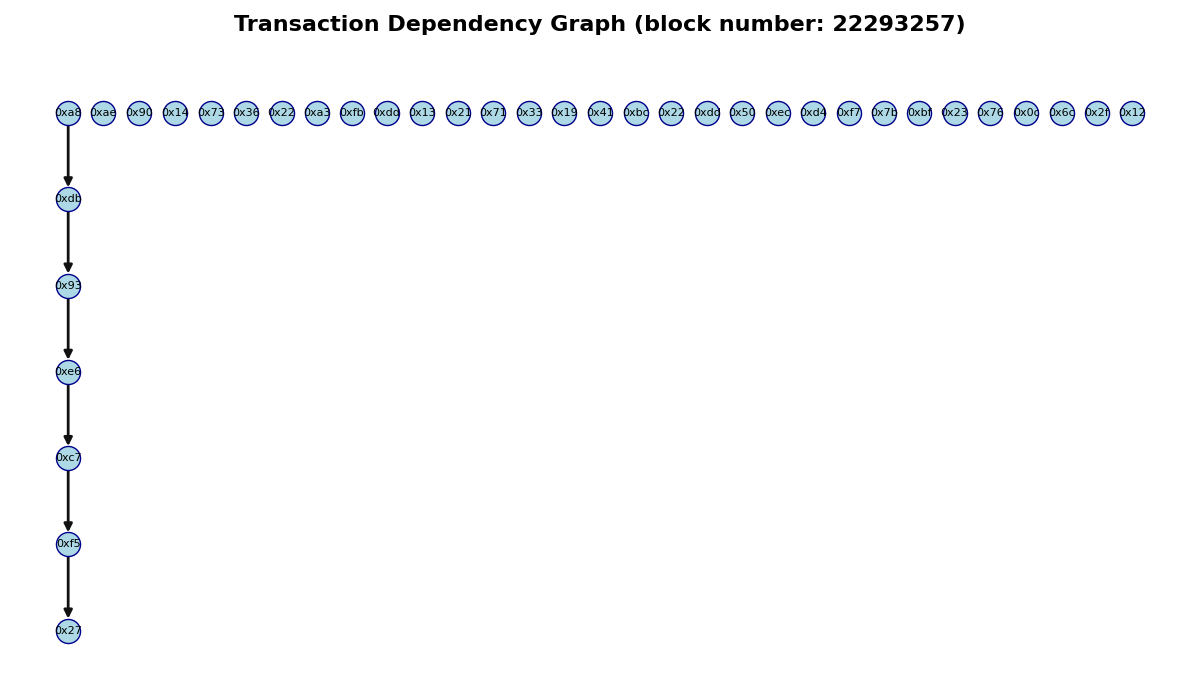 Transaction Dependency Graph (block number: 22293257)
0xa8 0xae 0x90 0x14 0x73 0x36 0x22 0xa3 0xfb 0xdd 0x13 0x21 0x71 0x33 0x19 0x41 0xbc 0x22 0xdd 0x50 0xec 0xd4 0xf7 0x7b 0xbf 0x23 0x76 0x0c 0x6c 0x2f 0x12
0xdb
0x93
0xe6
0xc7
0xf5
0x27